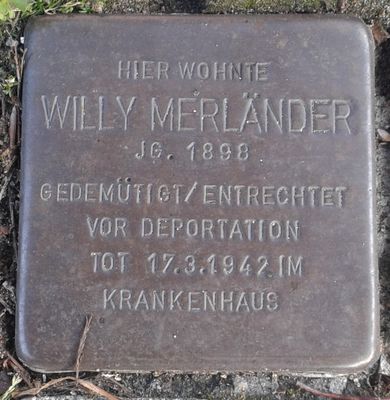 HIER WOHNTE
WILLY MERLÄNDER
JG. 1898
GEDEMÜTIGT/ENTRECHTET
VOR DEPORTATION
TOT 17.3.1942 IM
KRANKENHAUS